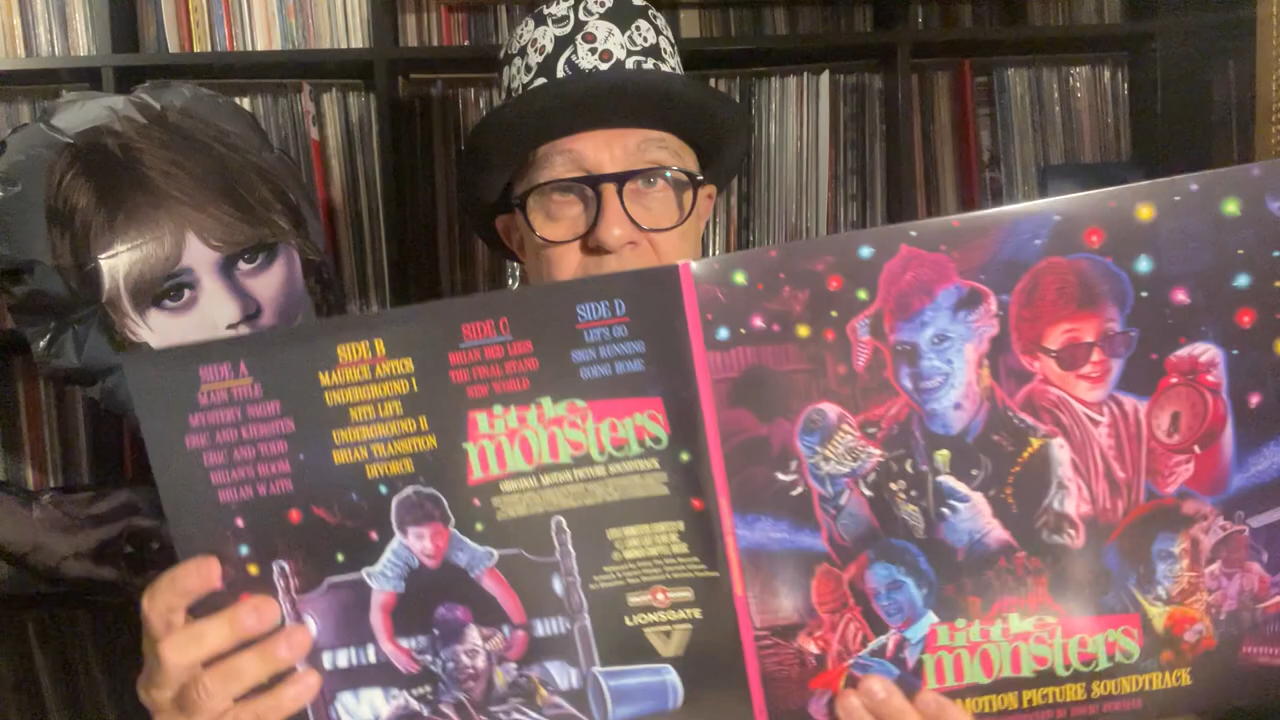 SIDE A
MAIN TITLE
MYSTERY NIGHT
ERIC AND KIERSTEN
ERIC AND TODD
BRIAN'S ROOM
BRIAN WAITS
SIDE B
MAURICE ANTICS
UNDERGROUND I
NITE LIFE
UNDERGROUND II
BRIAN TRANSITION
DIVORCE
SIDE C
BRIAN BED LEGS
THE FINAL STAND
NEW WORLD
SIDE D
LET'S GO
SIGN RUNNING
GOING HOME
little
monsters
ORIGINAL MOTION PICTURE SOUNDTRACK
LIONSGATE
little
monsters
MOTION PICTURE SOUNDTRACK